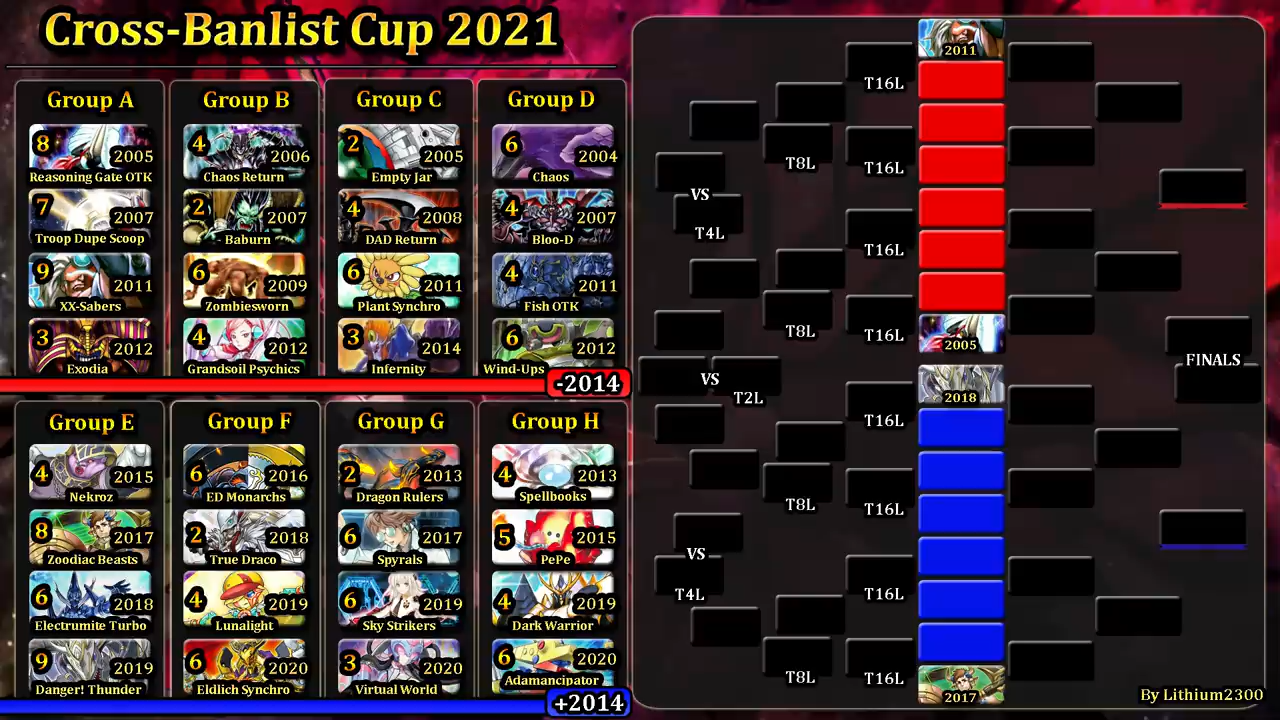 Cross-Banlist Cup 2021
Group A
8 2005
Reasoning Gate OTK
7 2007
Troop Dupe Scoop
9 2011
XX-Sabers
3 2012
Exodia
Group B
4 2006
Chaos Return
2 2007
Baburn
6 2009
Zombiesworn
4 2012
Grandsoil Psychics
Group C
2 2005
Empty Jar
4 2008
DAD Return
6 2011
Plant Synchro
3 2014
Infernity
Group D
6 2004
Chaos
4 2007
Bloo-D
4 2011
Fish OTK
6 2012
Wind-Ups
-2014
Group E
4 2015
Nekroz
8 2017
Zoodiac Beasts
6 2018
Electrumite Turbo
9 2019
Danger! Thunder
Group F
6 2016
ED Monarchs
2 2018
True Draco
4 2019
Lunalight
6 2020
Eldlich Synchro
Group G
2 2013
Dragon Rulers
6 2017
Spyrals
6 2019
Sky Strikers
3 2020
Virtual World
Group H
4 2013
Spellbooks
5 2015
PePe
4 2019
Dark Warrior
6 2020
Adamancipator
+2014
VS
T4L
VS
T2L
VS
T4L
T8L
T8L
T8L
T8L
T16L
T16L
T16L
T16L
T16L
T16L
T16L
T16L
2011
2005
2018
2017
FINALS
By Lithium2300